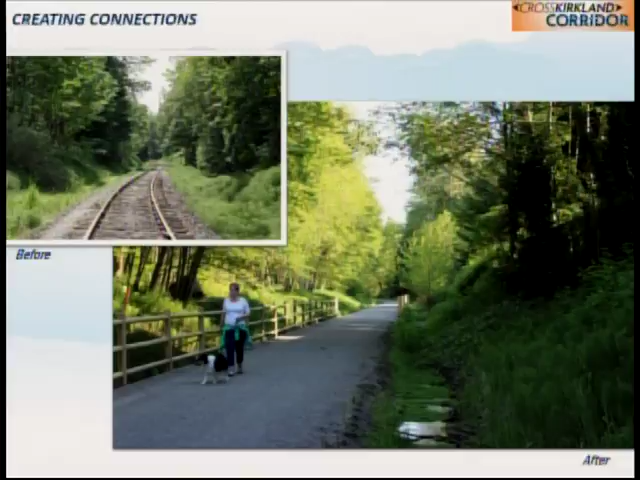 CREATING CONNECTIONS
CROSSKIRKLAND
CORRIDOR
Before
After